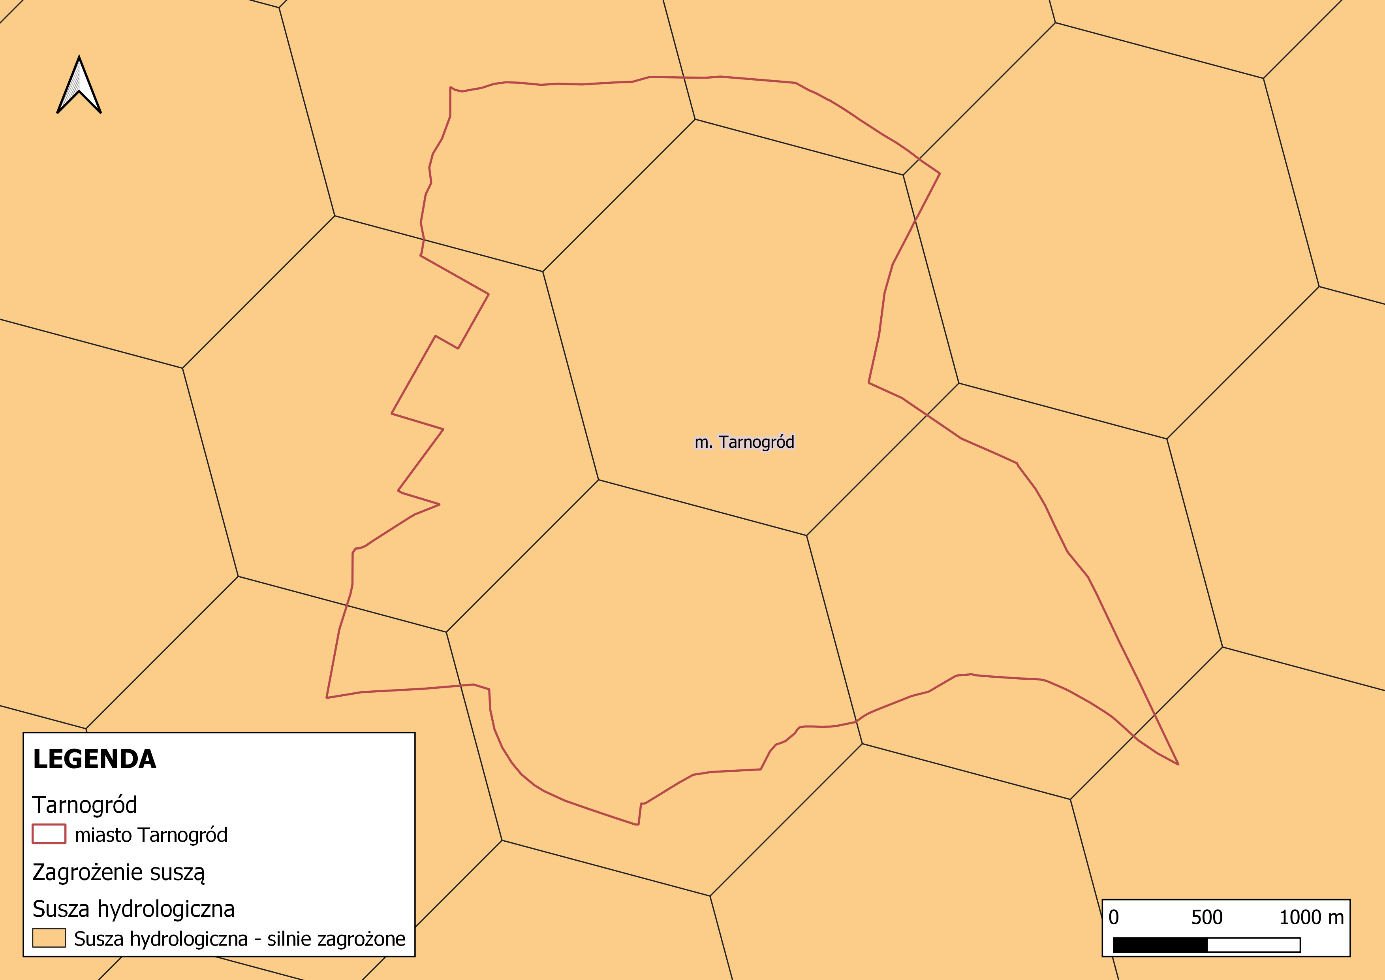 m. Tarnogród
LEGENDA
Tarnogród
miasto Tarnogród
Zagrożenie suszą
Susza hydrologiczna
Susza hydrologiczna - silnie zagrożone
0 500 1000 m